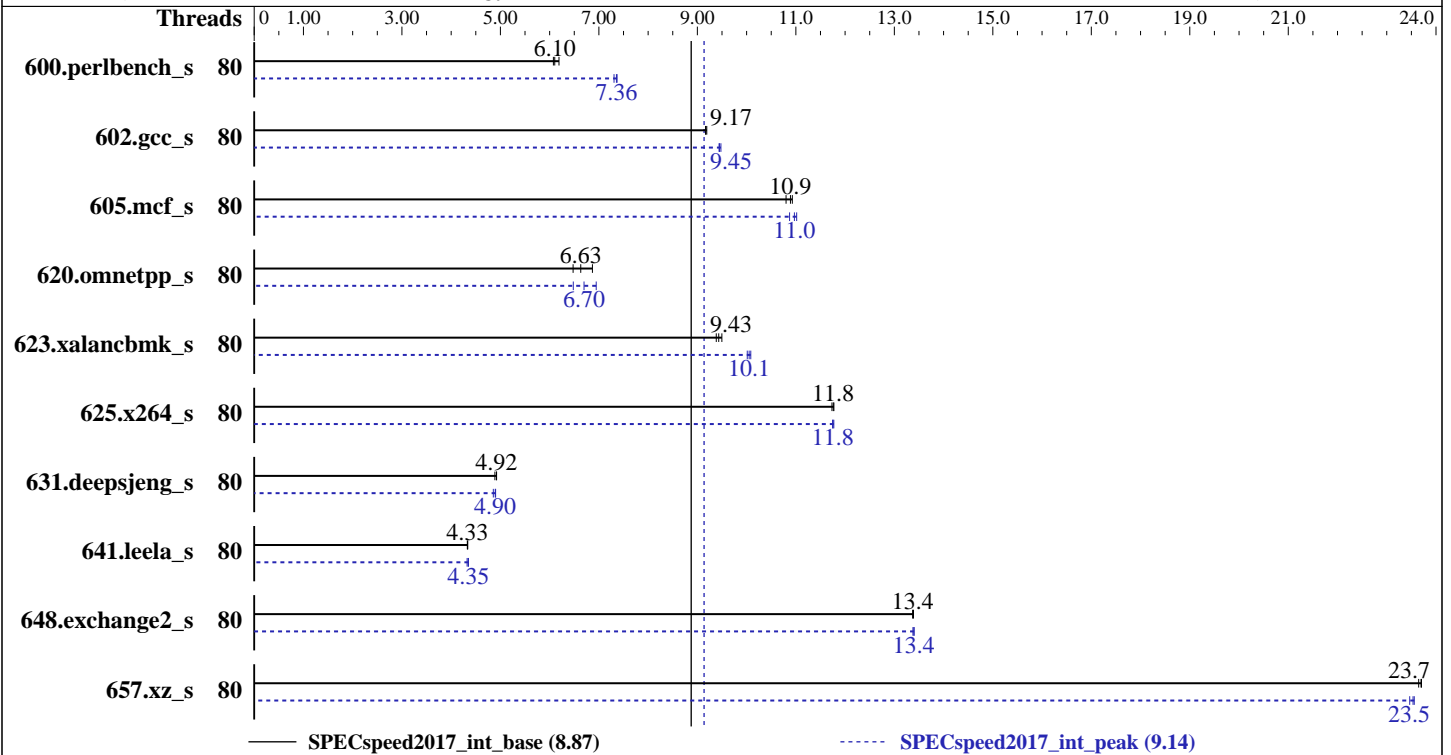 Threads 0 1.00 3.00 5.00 7.00 9.00 11.0 13.0 15.0 17.0 19.0 21.0 24.0
6.10
600.perlbench_s 80
7.36
9.17
602.gcc_s 80
9.45
10.9
605.mcf_s 80
11.0
6.63
620.omnetpp_s 80
6.70
9.43
623.xalancbmk_s 80
10.1
11.8
625.x264_s 80
11.8
4.92
631.deepsjeng_s 80
4.90
4.33
641.leela_s 80
4.35
13.4
648.exchange2_s 80
13.4
23.7
657.xz_s 80
23.5
SPECspeed2017_int_base (8.87) SPECspeed2017_int_peak (9.14)